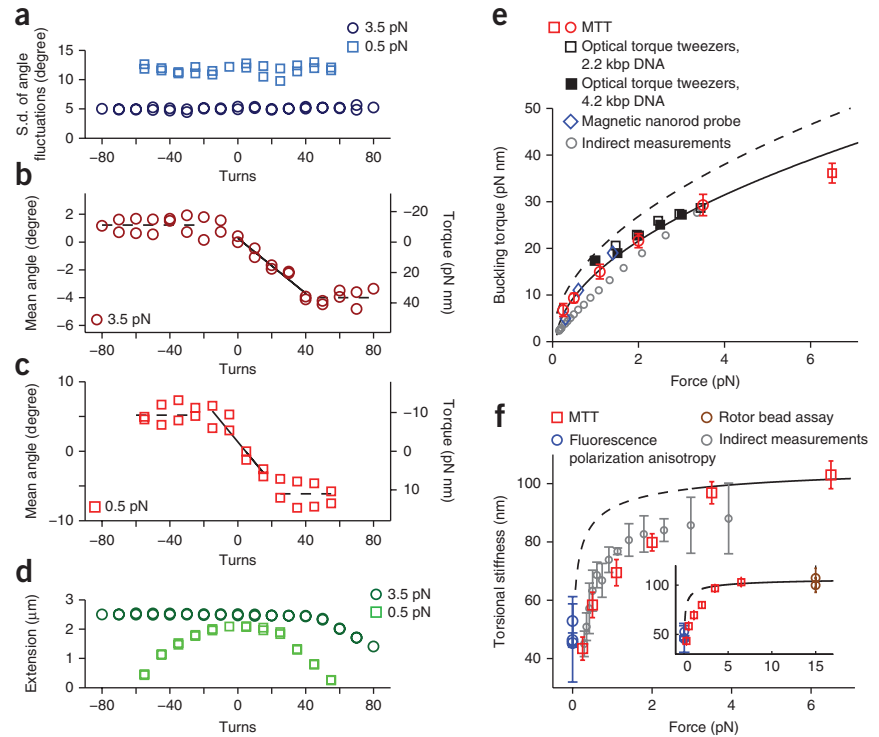 a
3.5 pN
0.5 pN
S.d. of angle
fluctuations (degree)
15
10
5
0
−80
−40
0
40
80
Turns
b
Mean angle (degree)
2
0
−2
−4
−6
−20
0
20
40
Torque (pN nm)
3.5 pN
−80
−40
0
40
80
Turns
c
Mean angle (degree)
10
0
−10
−10
0
10
Torque (pN nm)
0.5 pN
−80
−40
0
40
80
Turns
d
3.5 pN
0.5 pN
Extension (μm)
3
2
1
0
−80
−40
0
40
80
Turns
e
MTT
Optical torque tweezers,
2.2 kbp DNA
Optical torque tweezers,
4.2 kbp DNA
Magnetic nanorod probe
Indirect measurements
Buckling torque (pN nm)
50
40
30
20
10
0
0
2
4
6
Force (pN)
f
MTT
Rotor bead assay
Fluorescence
polarization anisotropy
Indirect measurements
Torsional stiffness (nm)
100
80
60
40
100
50
0
5
10
15
0
2
4
6
Force (pN)